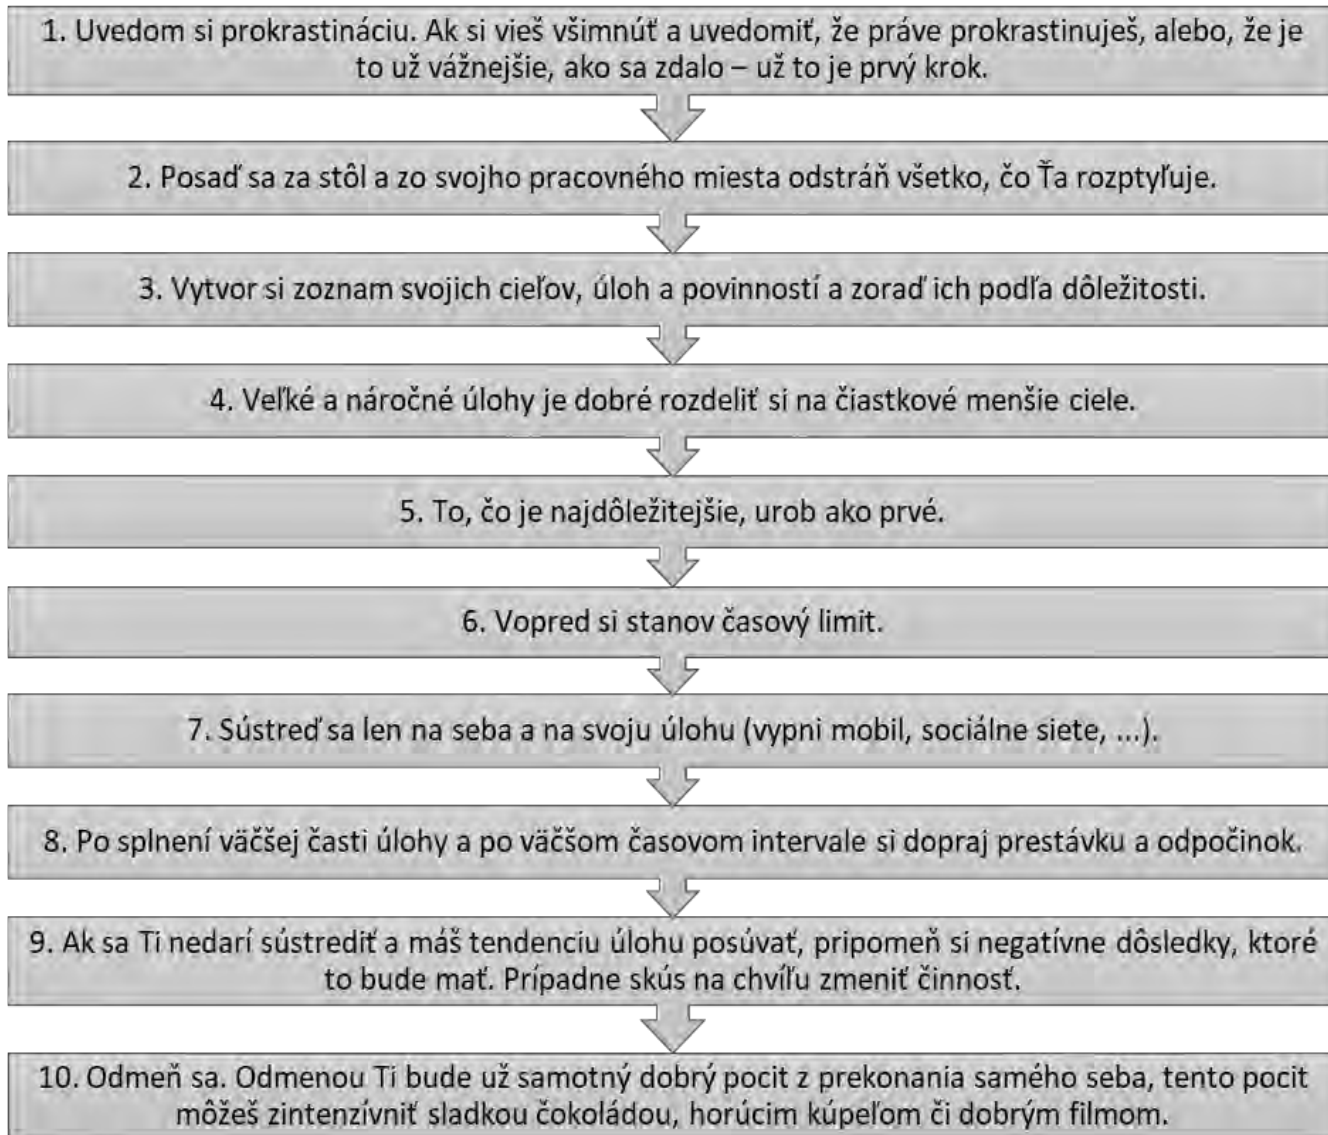 1. Uvedom si prokrastináciu. Ak si vieš všimnúť a uvedomiť, že práve prokrastinuješ, alebo, že je
to už vážnejšie, ako sa zdalo – už to je prvý krok.
2. Posaď sa za stôl a zo svojho pracovného miesta odstráň všetko, čo Ťa rozptyľuje.
3. Vytvor si zoznam svojich cieľov, úloh a povinností a zoraď ich podľa dôležitosti.
4. Veľké a náročné úlohy je dobré rozdeliť si na čiastkové menšie ciele.
5. To, čo je najdôležitejšie, urob ako prvé.
6. Vopred si stanov časový limit.
7. Sústreď sa len na seba a na svoju úlohu (vypni mobil, sociálne siete, ...).
8. Po splnení väčšej časti úlohy a po väčšom časovom intervale si dopraj prestávku a odpočinok.
9. Ak sa Ti nedarí sústrediť a máš tendenciu úlohu posúvať, pripomeň si negatívne dôsledky, ktoré
to bude mať. Prípadne skús na chvíľu zmeniť činnosť.
10. Odmeň sa. Odmenou Ti bude už samotný dobrý pocit z prekonania samého seba, tento pocit
môžeš zintenzívniť sladkou čokoládou, horúcim kúpeľom či dobrým filmom.